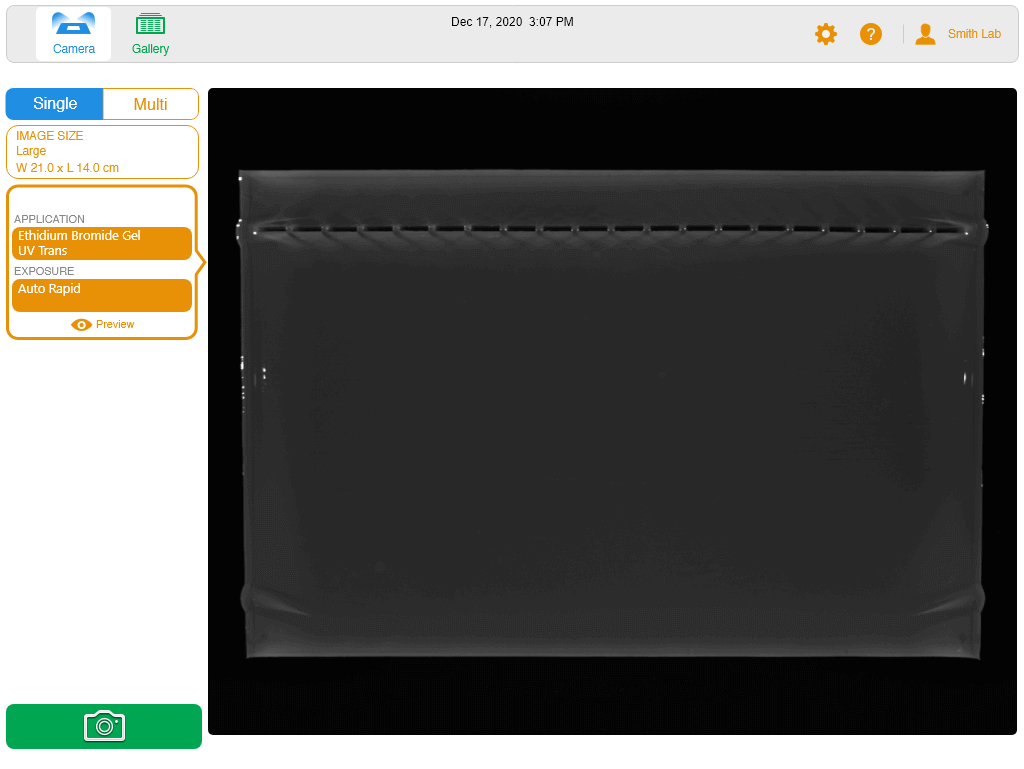 Camera
Gallery
Dec 17, 2020 3:07 PM
?
Smith Lab
Single
Multi
IMAGE SIZE
Large
W 21.0 x L 14.0 cm
APPLICATION
Ethidium Bromide Gel
UV Trans
EXPOSURE
Auto Rapid
Preview